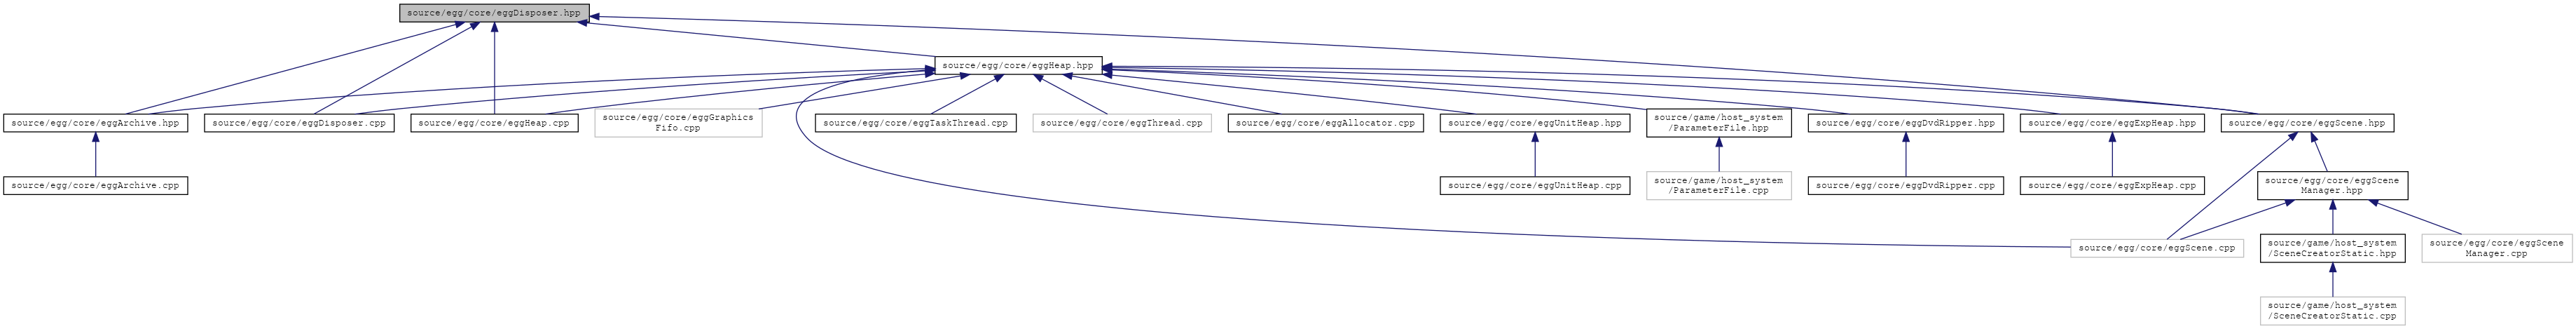 source/egg/core/eggDisposer.hpp
source/egg/core/eggHeap.hpp
source/egg/core/eggArchive.hpp
source/egg/core/eggDisposer.cpp
source/egg/core/eggHeap.cpp
source/egg/core/eggGraphics
Fifo.cpp
source/egg/core/eggTaskThread.cpp
source/egg/core/eggThread.cpp
source/egg/core/eggAllocator.cpp
source/egg/core/eggUnitHeap.hpp
source/game/host_system
/ParameterFile.hpp
source/egg/core/eggDvdRipper.hpp
source/egg/core/eggExpHeap.hpp
source/egg/core/eggScene.hpp
source/egg/core/eggArchive.cpp
source/egg/core/eggUnitHeap.cpp
source/game/host_system
/ParameterFile.cpp
source/egg/core/eggDvdRipper.cpp
source/egg/core/eggExpHeap.cpp
source/egg/core/eggScene
Manager.hpp
source/egg/core/eggScene.cpp
source/game/host_system
/SceneCreatorStatic.hpp
source/egg/core/eggScene
Manager.cpp
source/game/host_system
/SceneCreatorStatic.cpp